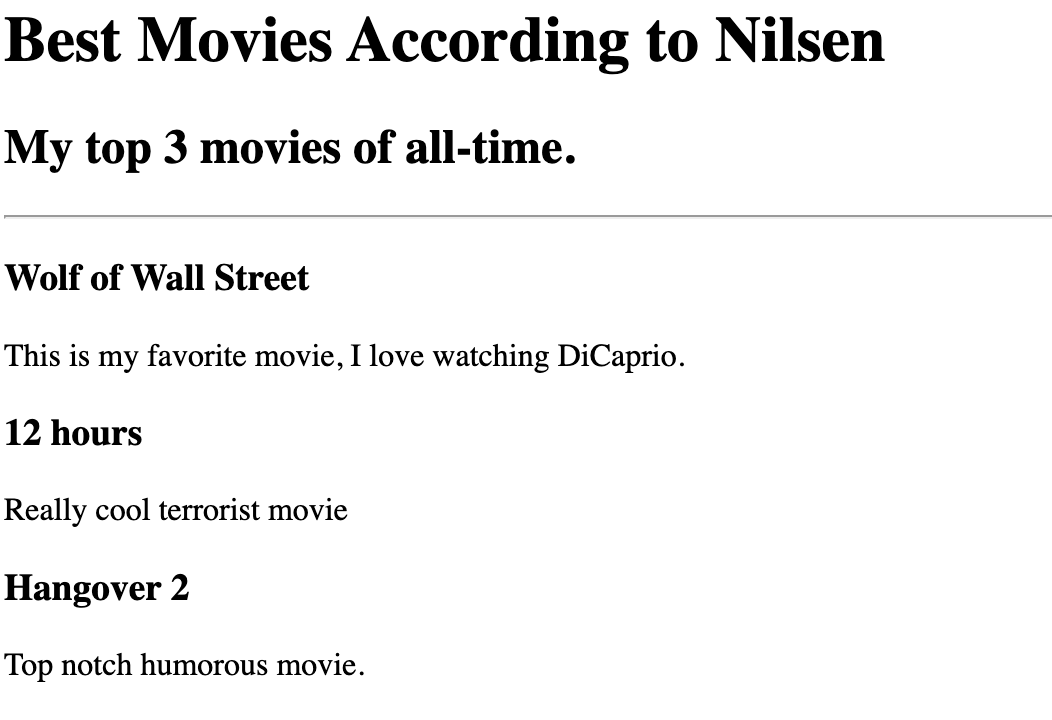 Best Movies According to Nilsen
My top 3 movies of all-time.
Wolf of Wall Street
This is my favorite movie, I love watching DiCaprio.
12 hours
Really cool terrorist movie
Hangover 2
Top notch humorous movie.